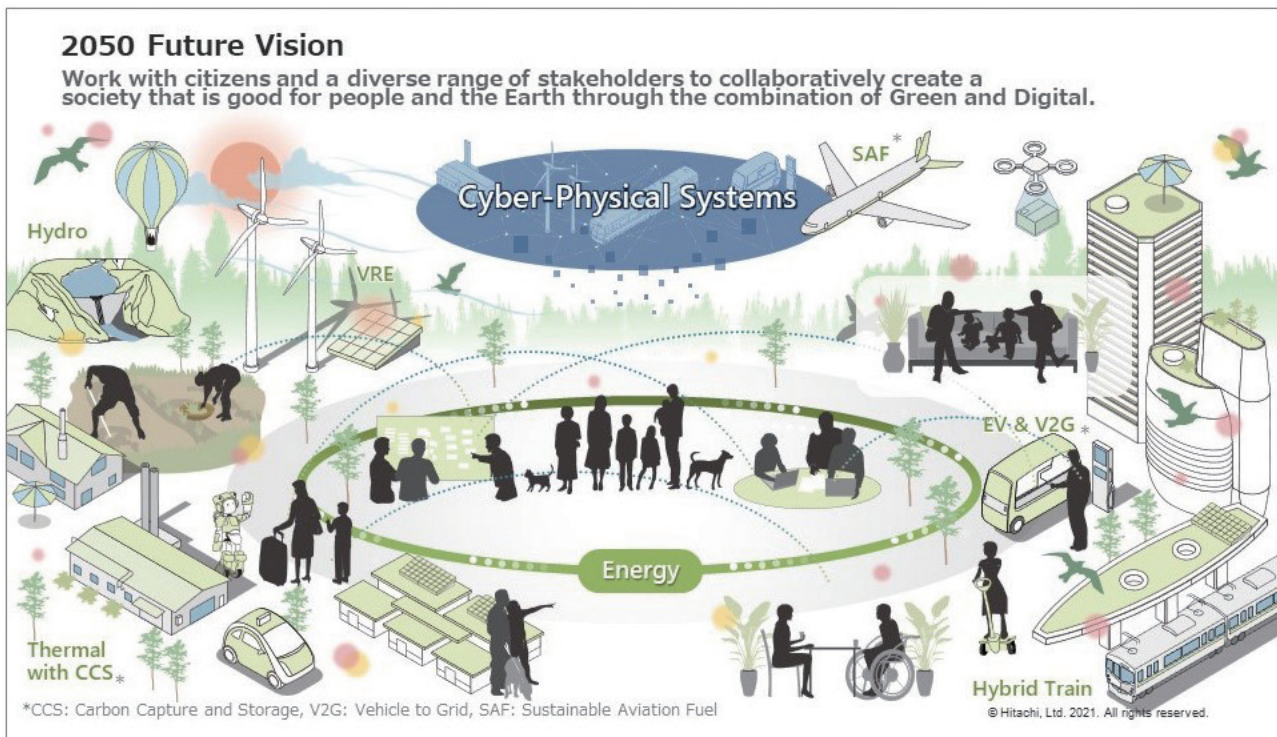 2050 Future Vision
Work with citizens and a diverse range of stakeholders to collaboratively create a
society that is good for people and the Earth through the combination of Green and Digital.
SAF*
Cyber-Physical Systems
Hydro
VRE
EV & V2G*
Energy
Thermal
with CCS*
Hybrid Train
*CCS: Carbon Capture and Storage, V2G: Vehicle to Grid, SAF: Sustainable Aviation Fuel
© Hitachi, Ltd. 2021. All rights reserved.